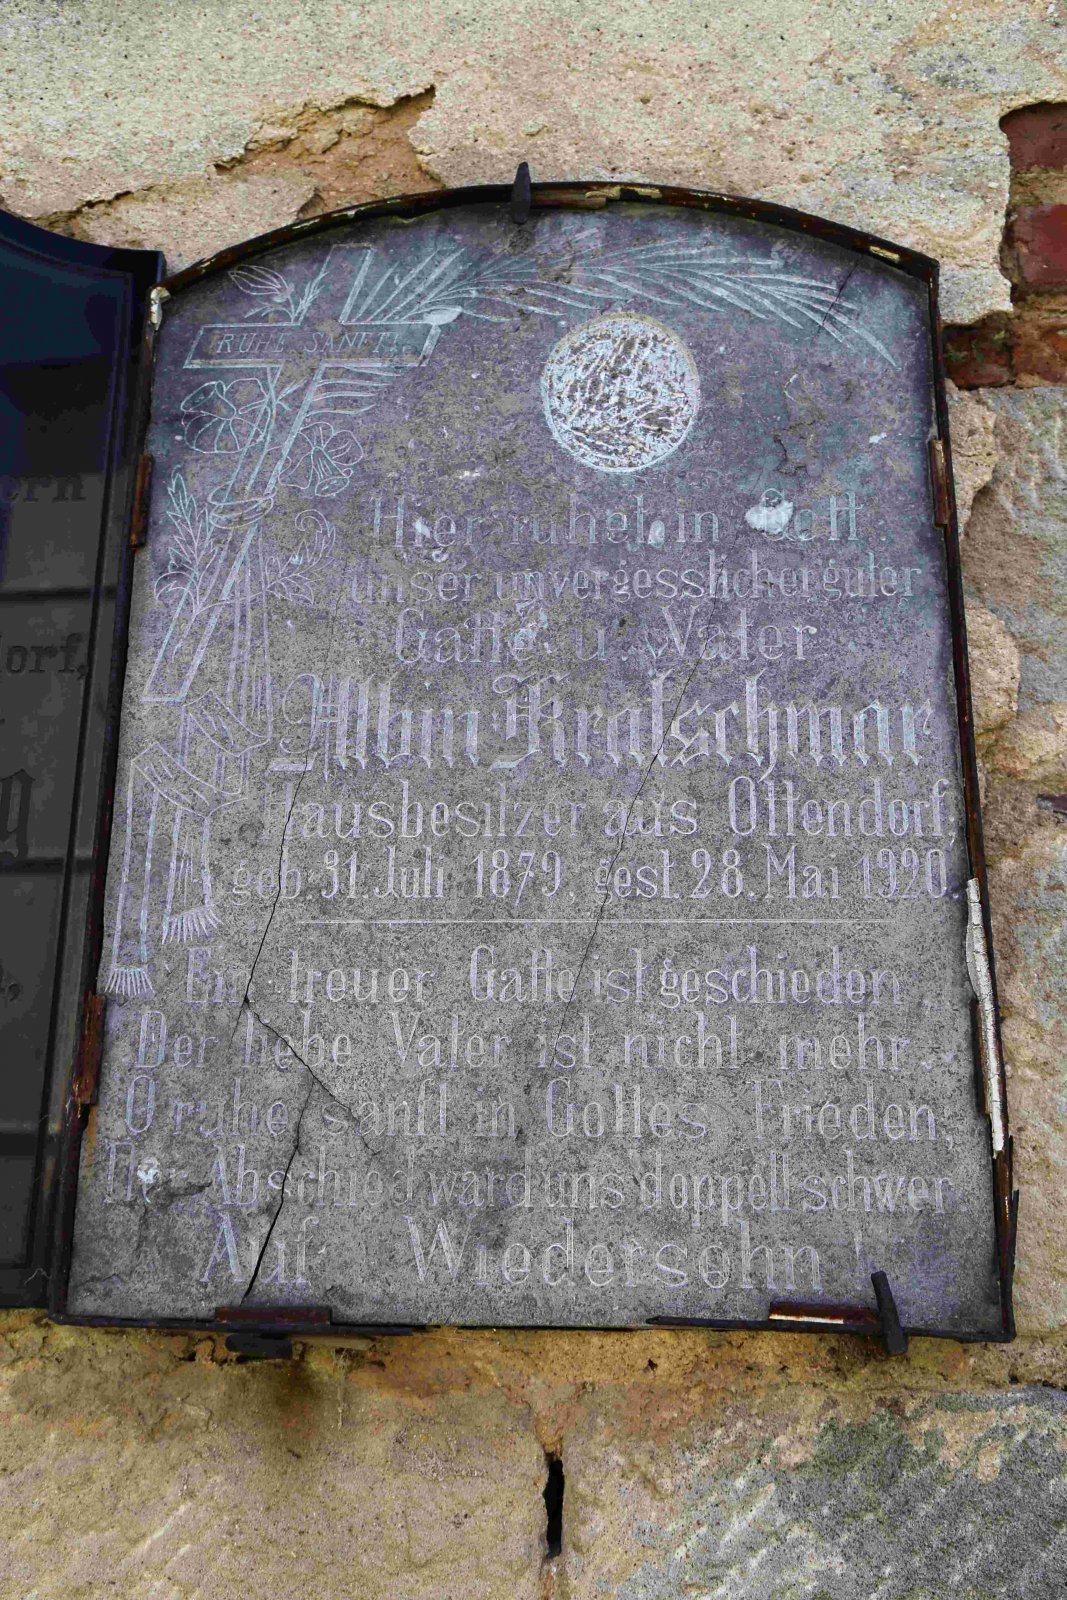 RUHE SANFT!
Hier ruhet in Gott
unser unvergesslicher guter
Gatte u. Vater
Albin Kratschmar
Hausbesitzer aus Ottendorf,
geb. 31. Juli 1879. gest. 28. Mai 1920.
Ein treuer Gatte ist geschieden,
Der liebe Vater ist nicht mehr.
O ruhe sanft in Gottes Frieden,
Der Abschied ward uns doppelt schwer.
Auf Wiedersehn!
orn
dorf,